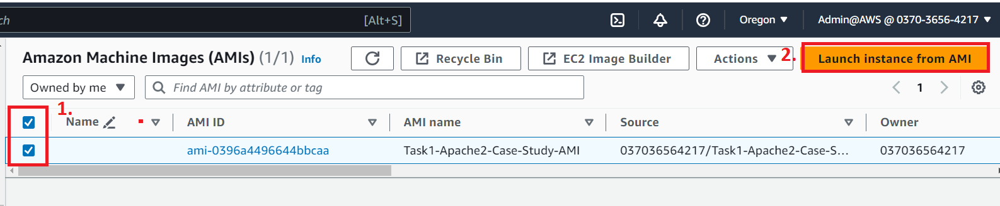 ch [Alt+S] Oregon Admin@AWS @ 0370-3656-4217
Amazon Machine Images (AMIs) (1/1) Info Recycle Bin EC2 Image Builder Actions 2. Launch instance from AMI
Owned by me Find AMI by attribute or tag 1
1.
Name AMI ID AMI name Source Owner
ami-0396a4496644bbcaa Task1-Apache2-Case-Study-AMI 037036564217/Task1-Apache2-Case-S... 037036564217